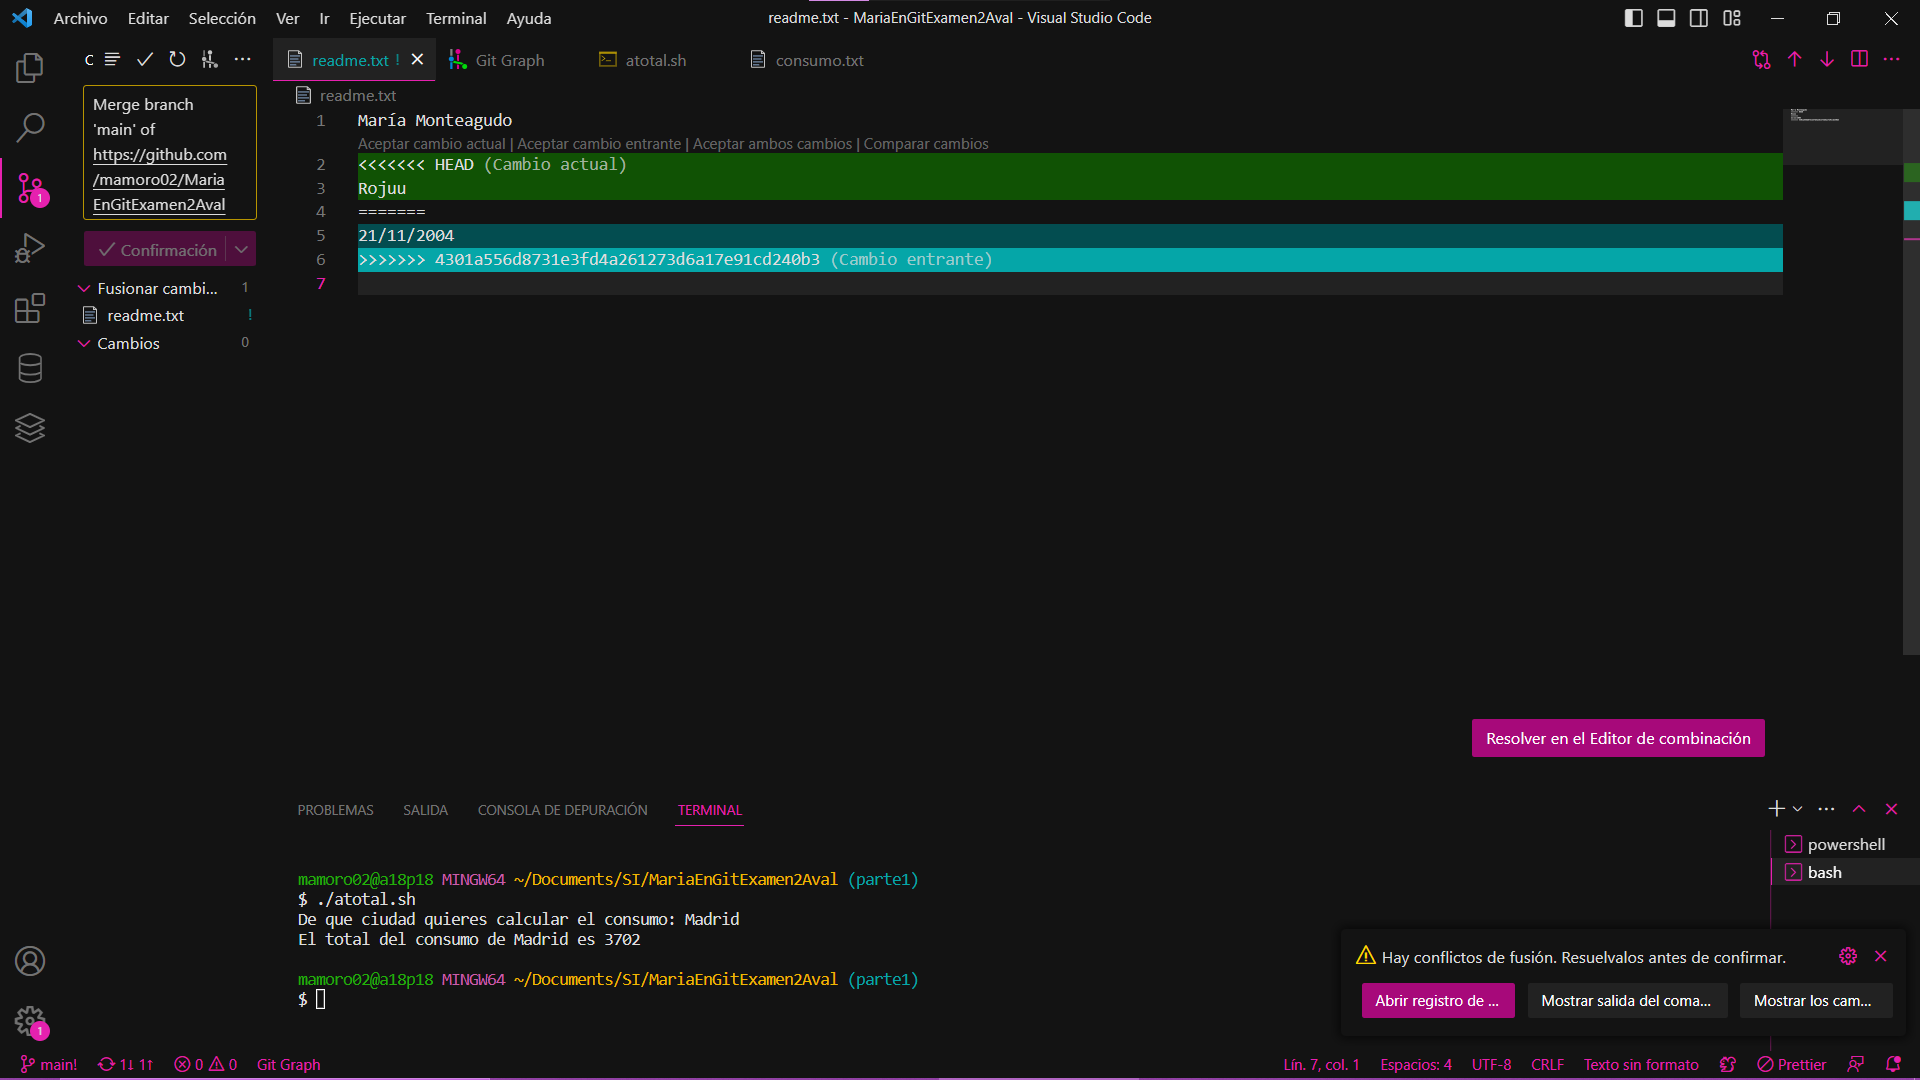 Archivo Editar Selección Ver Ir Ejecutar Terminal Ayuda
readme.txt - MariaEnGitExamen2Aval - Visual Studio Code
C
readme.txt !
Git Graph
atotal.sh
consumo.txt
Merge branch
'main' of
https://github.com
/mamoro02/Maria
EnGitExamen2Aval
Confirmación
Fusionar cambi... 1
readme.txt !
Cambios 0
1
1
readme.txt
1 María Monteagudo
Aceptar cambio actual | Aceptar cambio entrante | Aceptar ambos cambios | Comparar cambios
2 <<<<<<< HEAD (Cambio actual)
3 Rojuu
4 =======
5 21/11/2004
6 >>>>>>> 4301a556d8731e3fd4a261273d6a17e91cd240b3 (Cambio entrante)
7
Resolver en el Editor de combinación
PROBLEMAS SALIDA CONSOLA DE DEPURACIÓN TERMINAL
powershell
bash
mamoro02@a18p18 MINGW64 ~/Documents/SI/MariaEnGitExamen2Aval (parte1)
$ ./atotal.sh
De que ciudad quieres calcular el consumo: Madrid
El total del consumo de Madrid es 3702
mamoro02@a18p18 MINGW64 ~/Documents/SI/MariaEnGitExamen2Aval (parte1)
$
Hay conflictos de fusión. Resuelvalos antes de confirmar.
Abrir registro de ... Mostrar salida del coma... Mostrar los cam...
main! 1↓ 1↑ 0 0 Git Graph
Lín. 7, col. 1 Espacios: 4 UTF-8 CRLF Texto sin formato Prettier